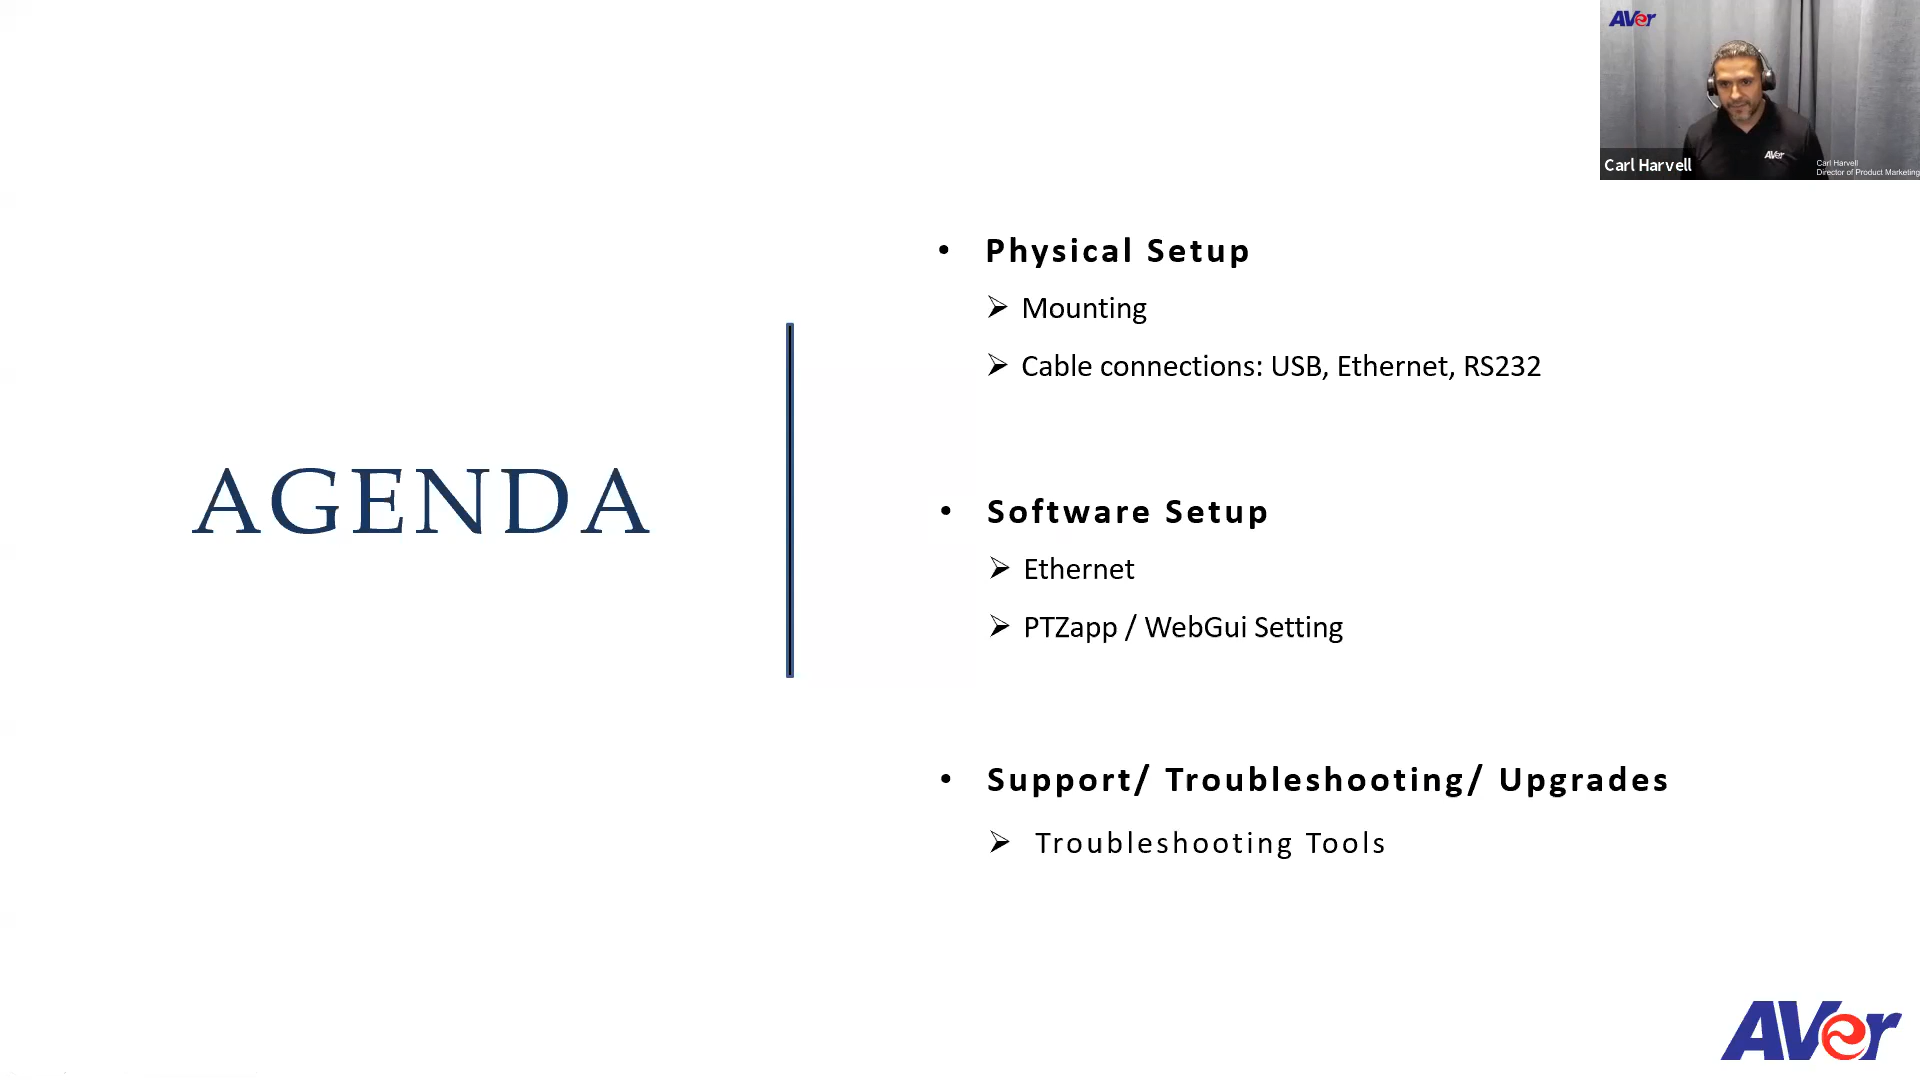 AVer
Carl Harvell
AVer
Carl Harvell
Director of Product Marketing
AGENDA
• Physical Setup
➢ Mounting
➢ Cable connections: USB, Ethernet, RS232
• Software Setup
➢ Ethernet
➢ PTZapp / WebGui Setting
• Support/ Troubleshooting/ Upgrades
➢ Troubleshooting Tools
AVer